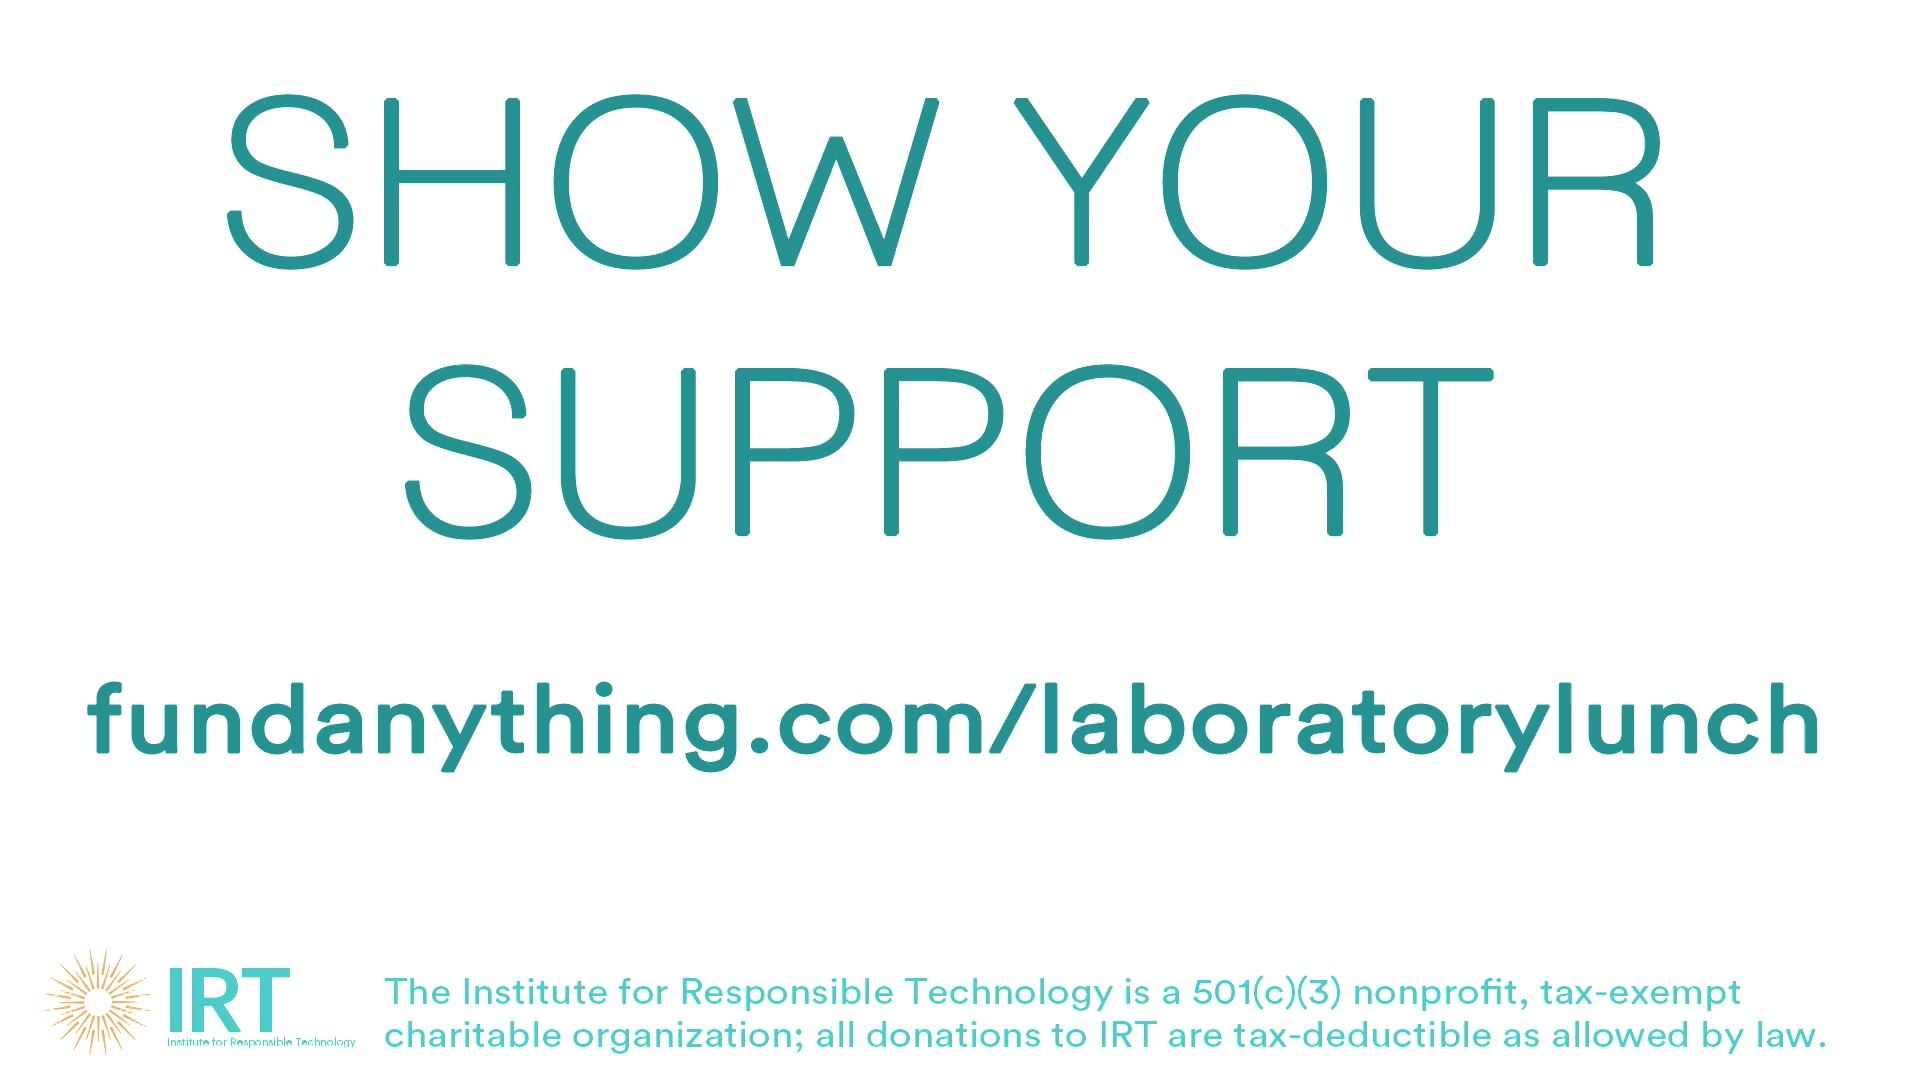 SHOW YOUR
SUPPORT
fundanything.com/laboratorylunch
IRT
Institute for Responsible Technology
The Institute for Responsible Technology is a 501(c)(3) nonprofit, tax-exempt
charitable organization; all donations to IRT are tax-deductible as allowed by law.